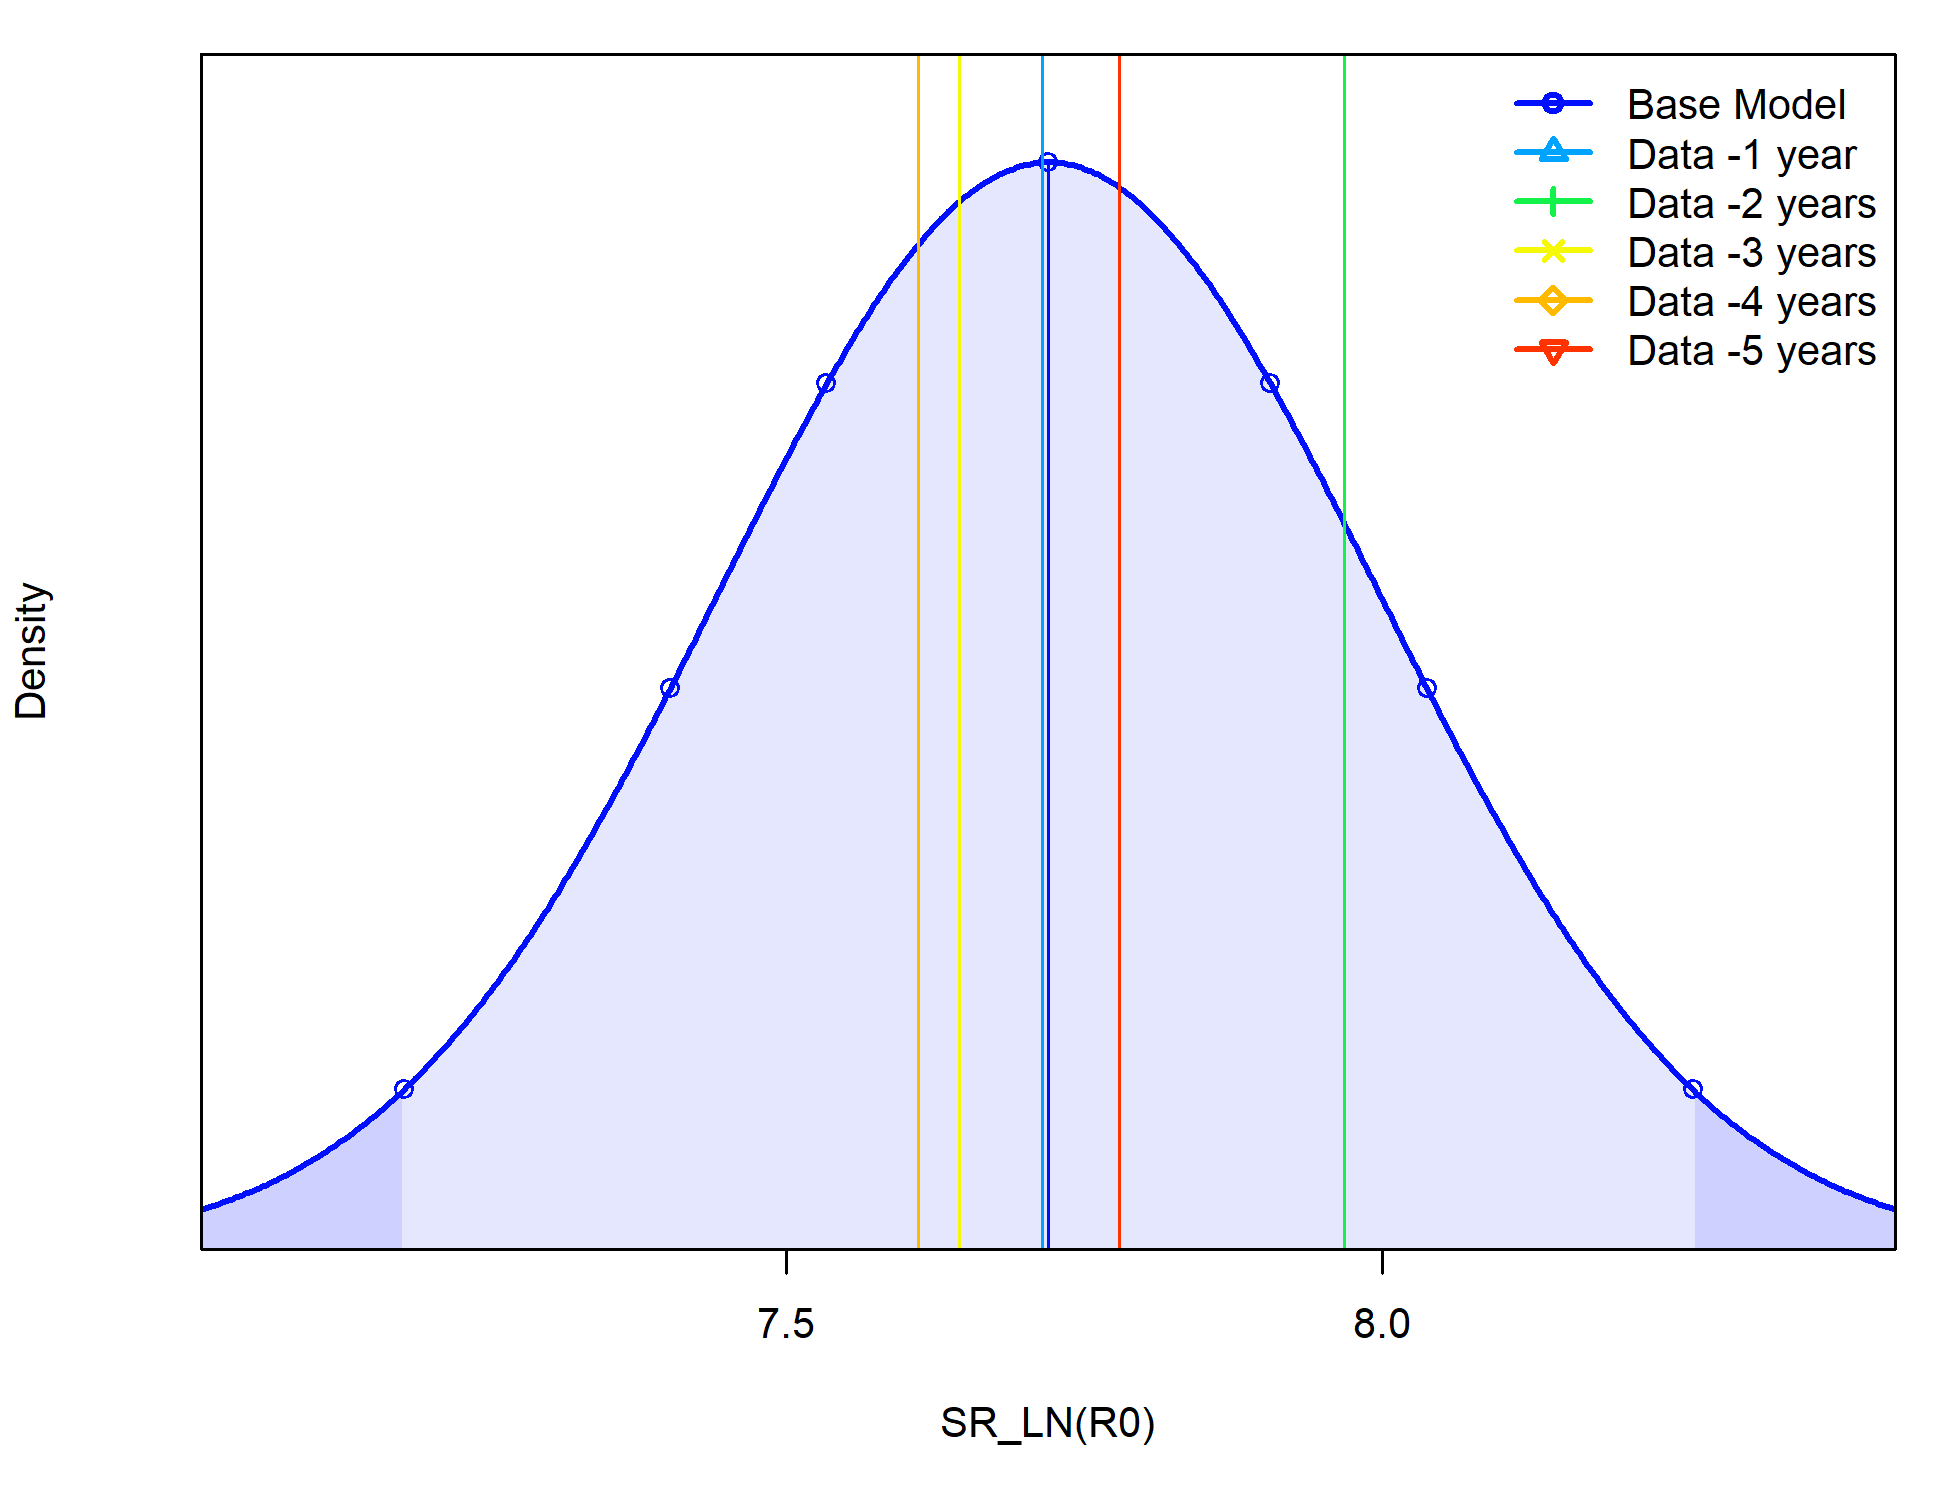 Base Model
Data -1 year
Data -2 years
Data -3 years
Data -4 years
Data -5 years
Density
7.5
8.0
SR_LN(R0)